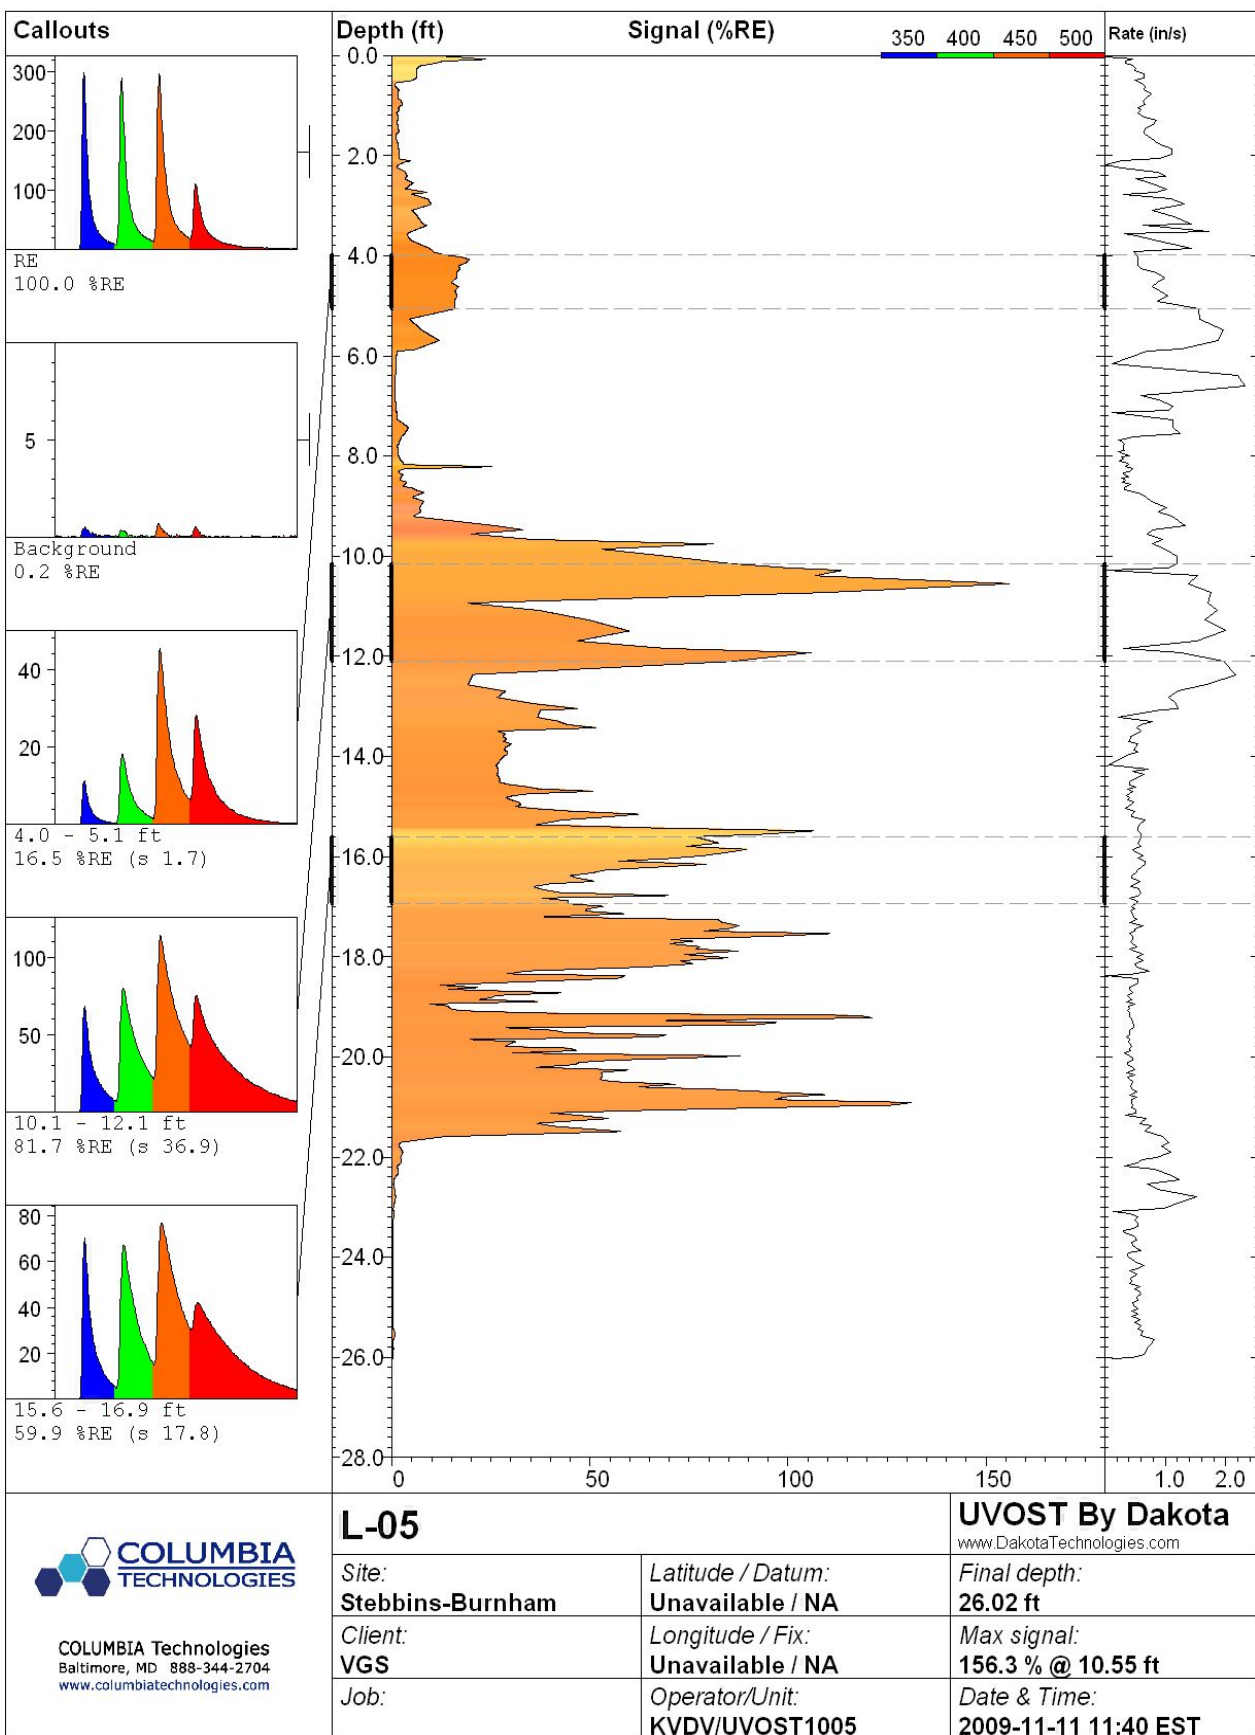 Callouts
Depth (ft)
Signal (%RE)
350 400 450 500
Rate (in/s)
300
200
100
RE
100.0 %RE
5
Background
0.2 %RE
40
20
4.0 - 5.1 ft
16.5 %RE (s 1.7)
100
50
10.1 - 12.1 ft
81.7 %RE (s 36.9)
80
60
40
20
15.6 - 16.9 ft
59.9 %RE (s 17.8)
0.0
2.0
4.0
6.0
8.0
10.0
12.0
14.0
16.0
18.0
20.0
22.0
24.0
26.0
28.0
0 50 100 150
1.0 2.0
COLUMBIA
TECHNOLOGIES
COLUMBIA Technologies
Baltimore, MD 888-344-2704
www.columbiatechnologies.com
L-05
UVOST By Dakota
www.DakotaTechnologies.com
Site:
Stebbins-Burnham
Latitude / Datum:
Unavailable / NA
Final depth:
26.02 ft
Client:
VGS
Longitude / Fix:
Unavailable / NA
Max signal:
156.3 % @ 10.55 ft
Job:
Operator/Unit:
KVDV/UVOST1005
Date & Time:
2009-11-11 11:40 EST